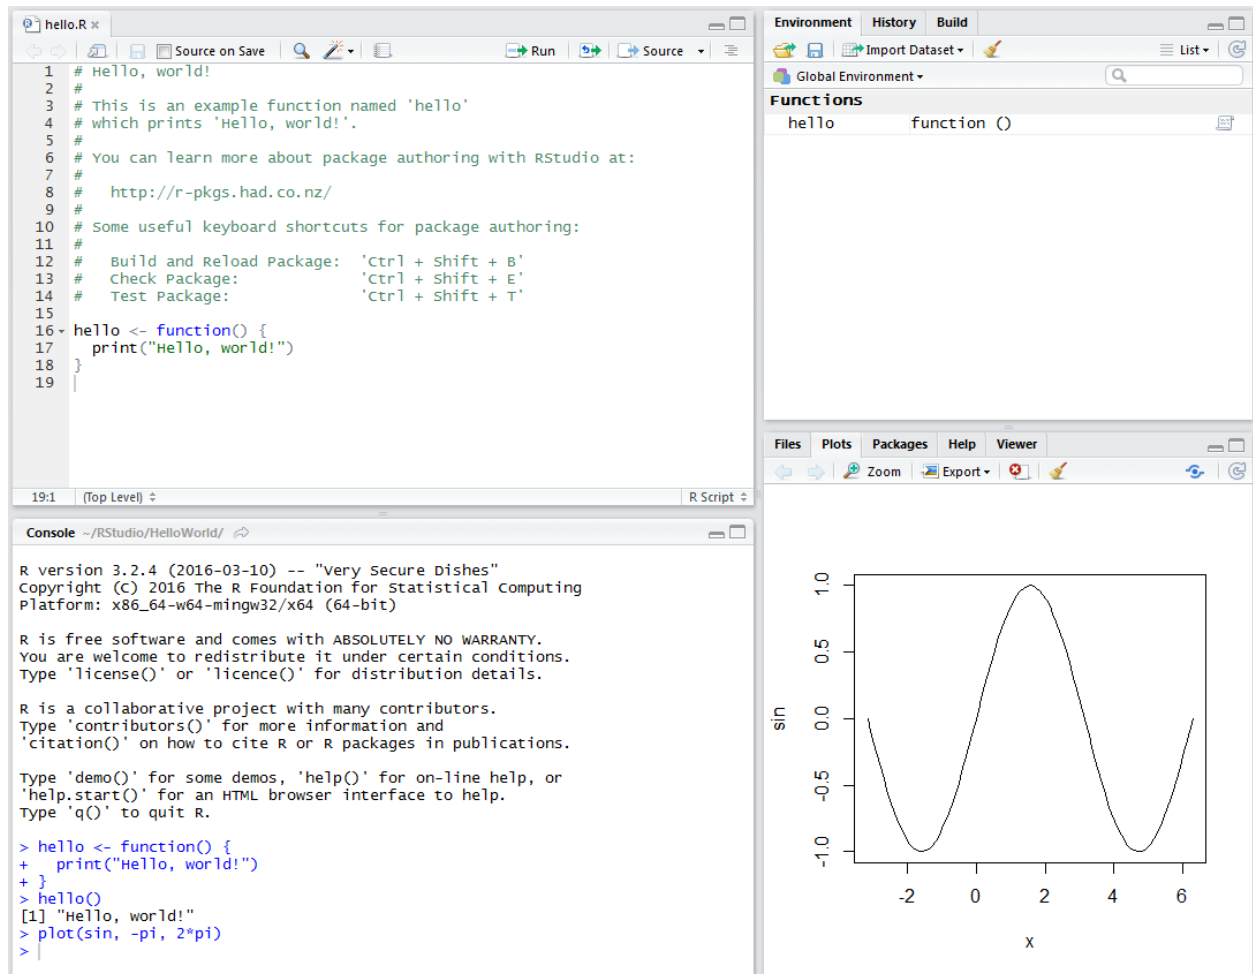 hello.R
Source on Save
Run
Source
1 # Hello, world!
2 #
3 # This is an example function named 'hello'
4 # which prints 'Hello, world!'.
5 #
6 # You can learn more about package authoring with RStudio at:
7 #
8 #   http://r-pkgs.had.co.nz/
9 #
10 # Some useful keyboard shortcuts for package authoring:
11 #
12 #   Build and Reload Package:  'Ctrl + Shift + B'
13 #   Check Package:             'Ctrl + Shift + E'
14 #   Test Package:              'Ctrl + Shift + T'
15
16 hello <- function() {
17   print("Hello, world!")
18 }
19
19:1 (Top Level) R Script
Console ~/RStudio/HelloWorld/
R version 3.2.4 (2016-03-10) -- "Very Secure Dishes"
Copyright (C) 2016 The R Foundation for Statistical Computing
Platform: x86_64-w64-mingw32/x64 (64-bit)
R is free software and comes with ABSOLUTELY NO WARRANTY.
You are welcome to redistribute it under certain conditions.
Type 'license()' or 'licence()' for distribution details.
R is a collaborative project with many contributors.
Type 'contributors()' for more information and
'citation()' on how to cite R or R packages in publications.
Type 'demo()' for some demos, 'help()' for on-line help, or
'help.start()' for an HTML browser interface to help.
Type 'q()' to quit R.
> hello <- function() {
+   print("Hello, world!")
+ }
> hello()
[1] "Hello, world!"
> plot(sin, -pi, 2*pi)
>
Environment History Build
Import Dataset List
Global Environment
Functions
hello function ()
Files Plots Packages Help Viewer
Zoom Export
1.0
0.5
0.0
-0.5
-1.0
sin
-2 0 2 4 6
x